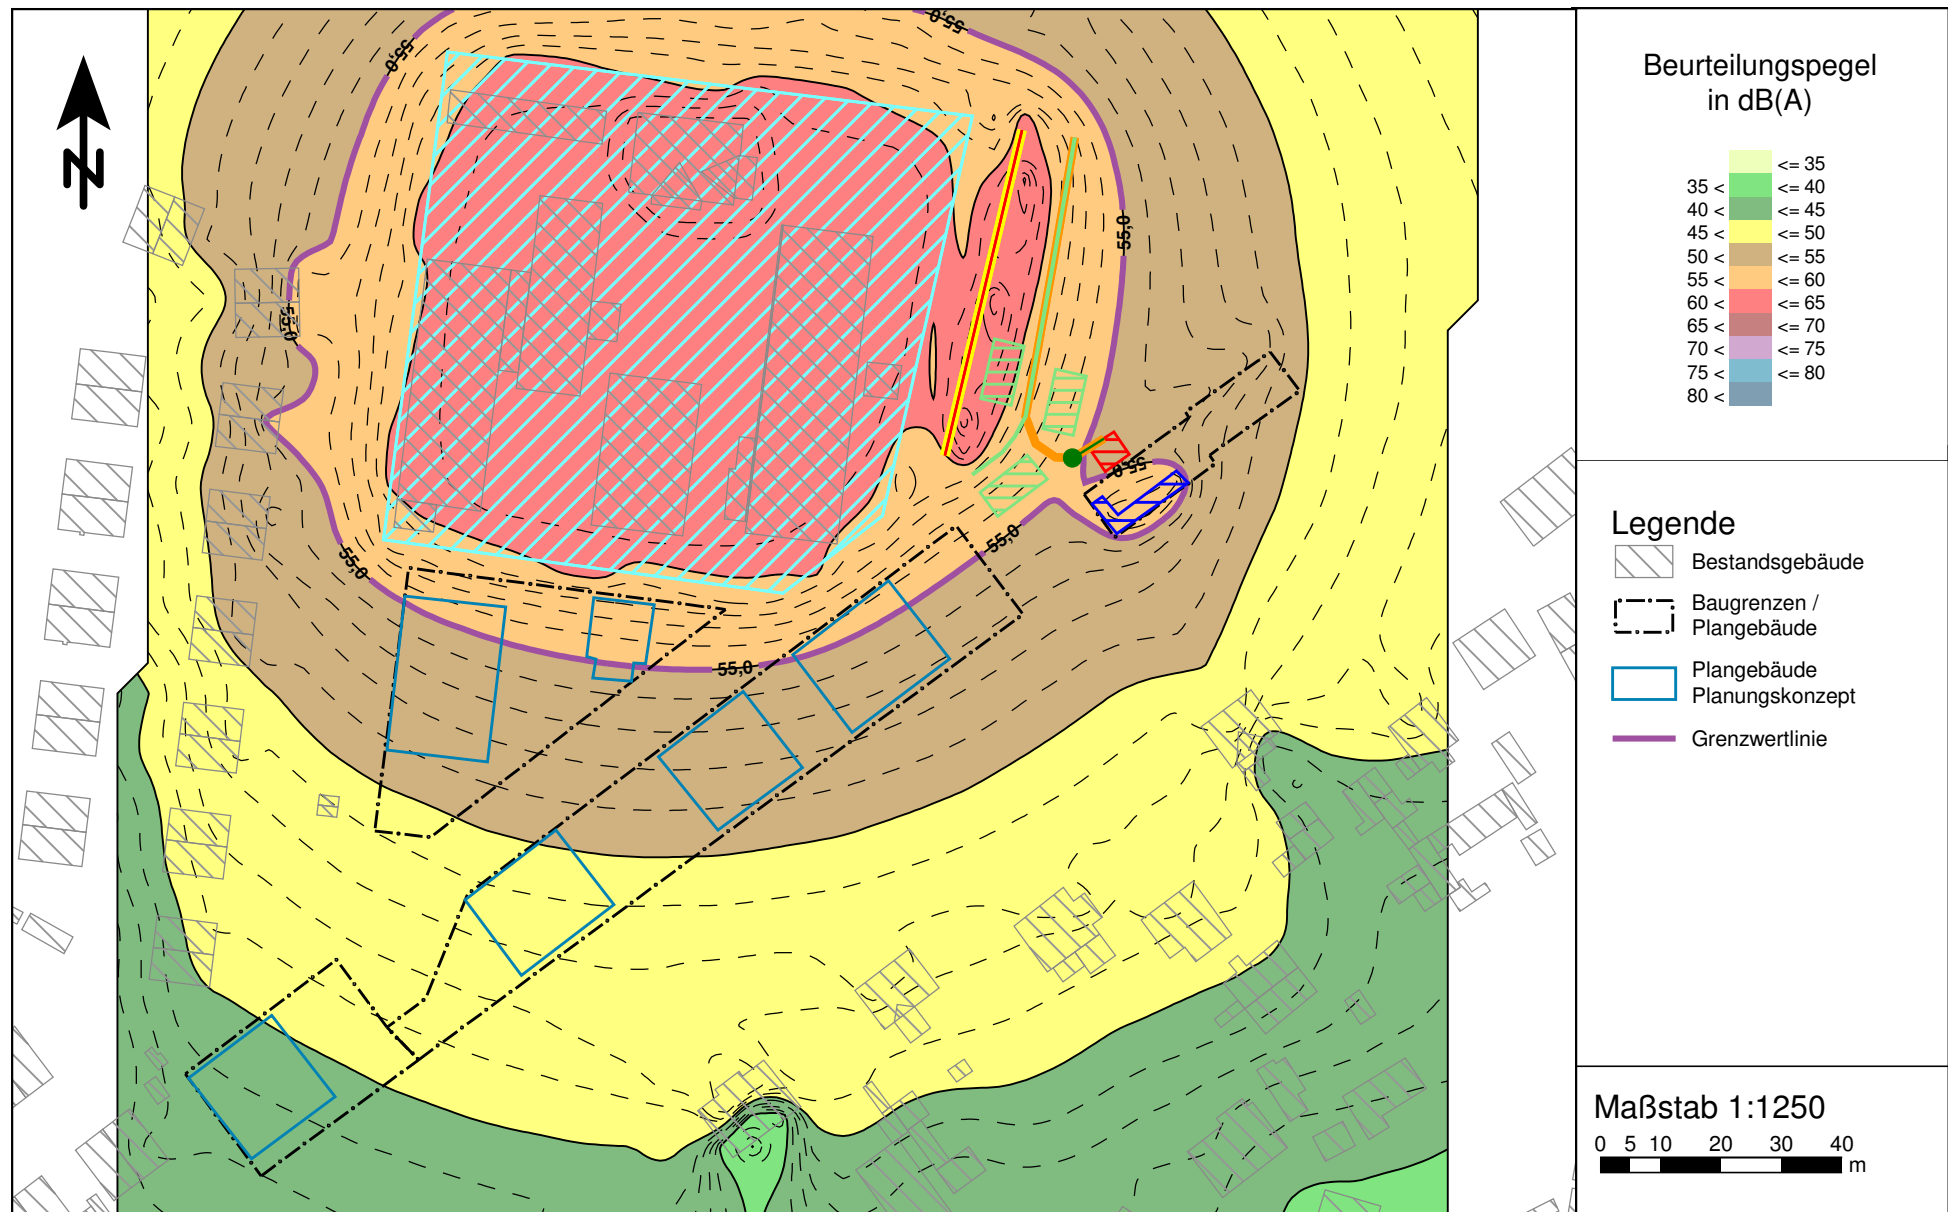 N
55,0
55,0
55,0
55,0
55,0
55,0
55,0
55,0
Beurteilungspegel
in dB(A)
<= 35
35 < <= 40
40 < <= 45
45 < <= 50
50 < <= 55
55 < <= 60
60 < <= 65
65 < <= 70
70 < <= 75
75 < <= 80
80 <
Legende
Bestandsgebäude
Baugrenzen /
Plangebäude
Plangebäude
Planungskonzept
Grenzwertlinie
Maßstab 1:1250
0 5 10 20 30 40
m